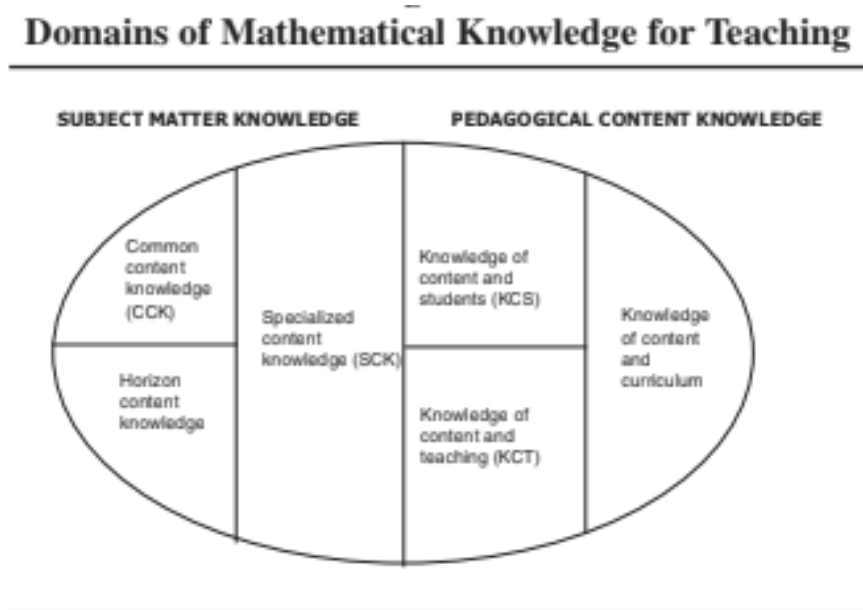 Domains of Mathematical Knowledge for Teaching
SUBJECT MATTER KNOWLEDGE
PEDAGOGICAL CONTENT KNOWLEDGE
Common
content
knowledge
(CCK)
Horizon
content
knowledge
Specialized
content
knowledge (SCK)
Knowledge of
content and
students (KCS)
Knowledge of
content and
teaching (KCT)
Knowledge
of content
and
curriculum